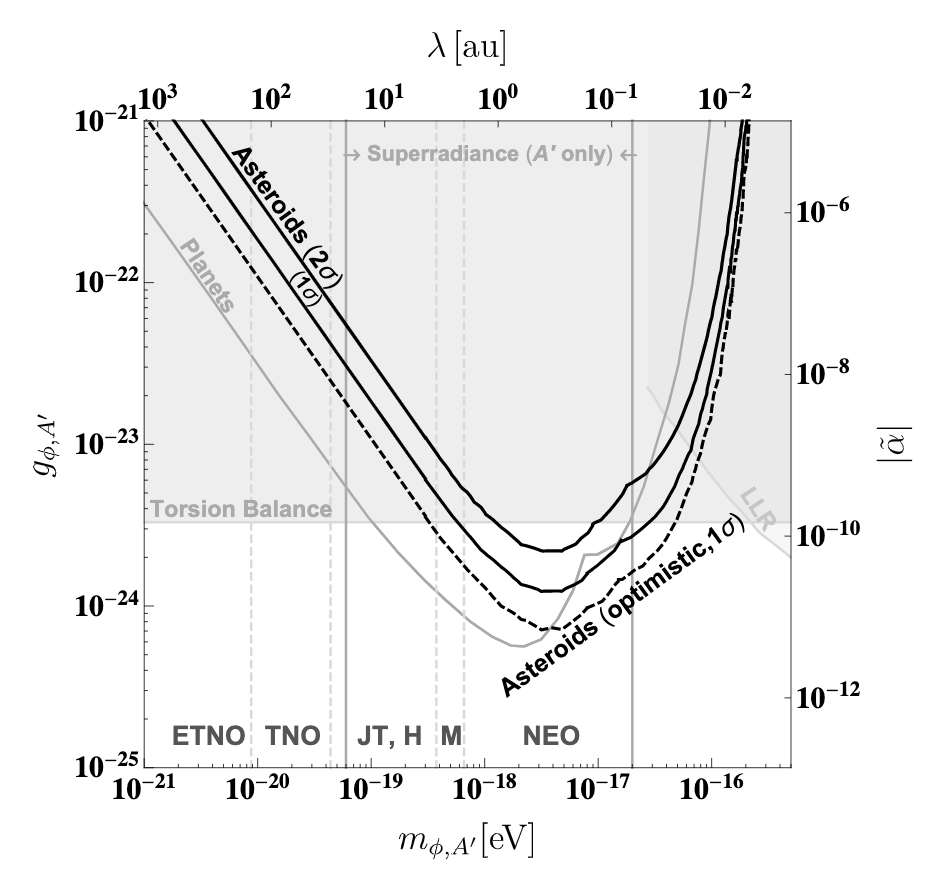 λ [au]
10³ 10² 10¹ 10⁰ 10⁻¹ 10⁻²
10⁻²¹
→ Superradiance (A′ only) ←
Asteroids (2σ)
10⁻⁶
(1σ)
Planets
10⁻²²
10⁻⁸
g_{ϕ,A′}
|α̃|
10⁻²³
LLR
Torsion Balance
10⁻¹⁰
Asteroids (optimistic,1σ)
10⁻²⁴
10⁻¹²
ETNO TNO JT, H M NEO
10⁻²⁵
10⁻²¹ 10⁻²⁰ 10⁻¹⁹ 10⁻¹⁸ 10⁻¹⁷ 10⁻¹⁶
m_{ϕ,A′}[eV]